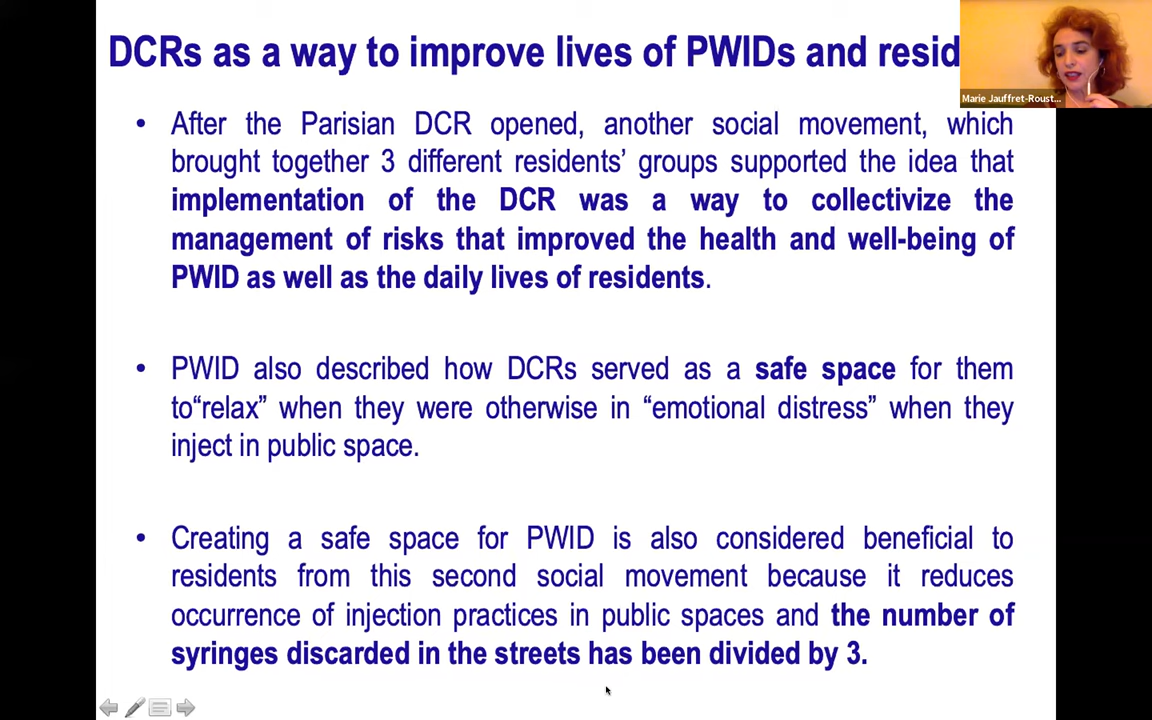 DCRs as a way to improve lives of PWIDs and resid
Marie Jauffret-Roust...
• After the Parisian DCR opened, another social movement, which
brought together 3 different residents’ groups supported the idea that
implementation of the DCR was a way to collectivize the
management of risks that improved the health and well-being of
PWID as well as the daily lives of residents.
• PWID also described how DCRs served as a safe space for them
to“relax” when they were otherwise in “emotional distress” when they
inject in public space.
• Creating a safe space for PWID is also considered beneficial to
residents from this second social movement because it reduces
occurrence of injection practices in public spaces and the number of
syringes discarded in the streets has been divided by 3.